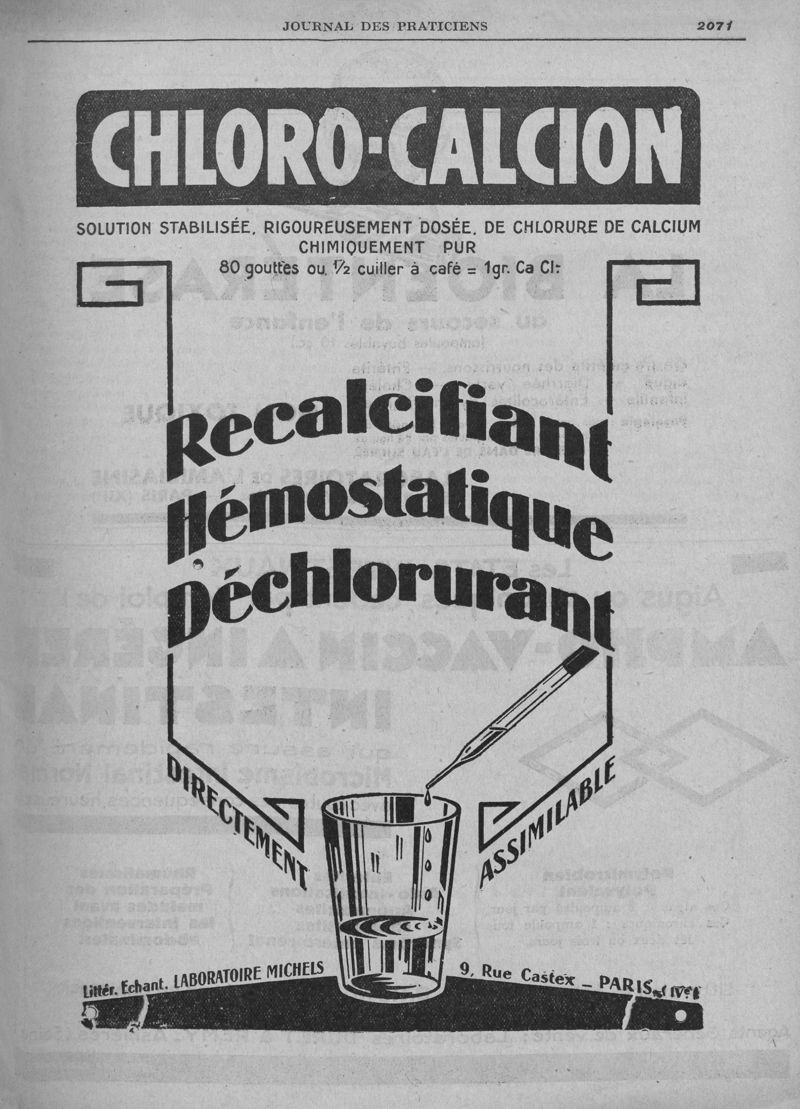 JOURNAL DES PRATICIENS
2071
CHLORO-CALCION
SOLUTION STABILISÉE, RIGOUREUSEMENT DOSÉE, DE CHLORURE DE CALCIUM
CHIMIQUEMENT PUR
80 gouttes ou 1/2 cuiller à café = 1gr. Ca Cl²
Recalcifiant
Hémostatique
Déchlorurant
DIRECTEMENT
ASSIMILABLE
Littér. Echant. LABORATOIRE MICHELS
9, Rue Castex _ PARIS